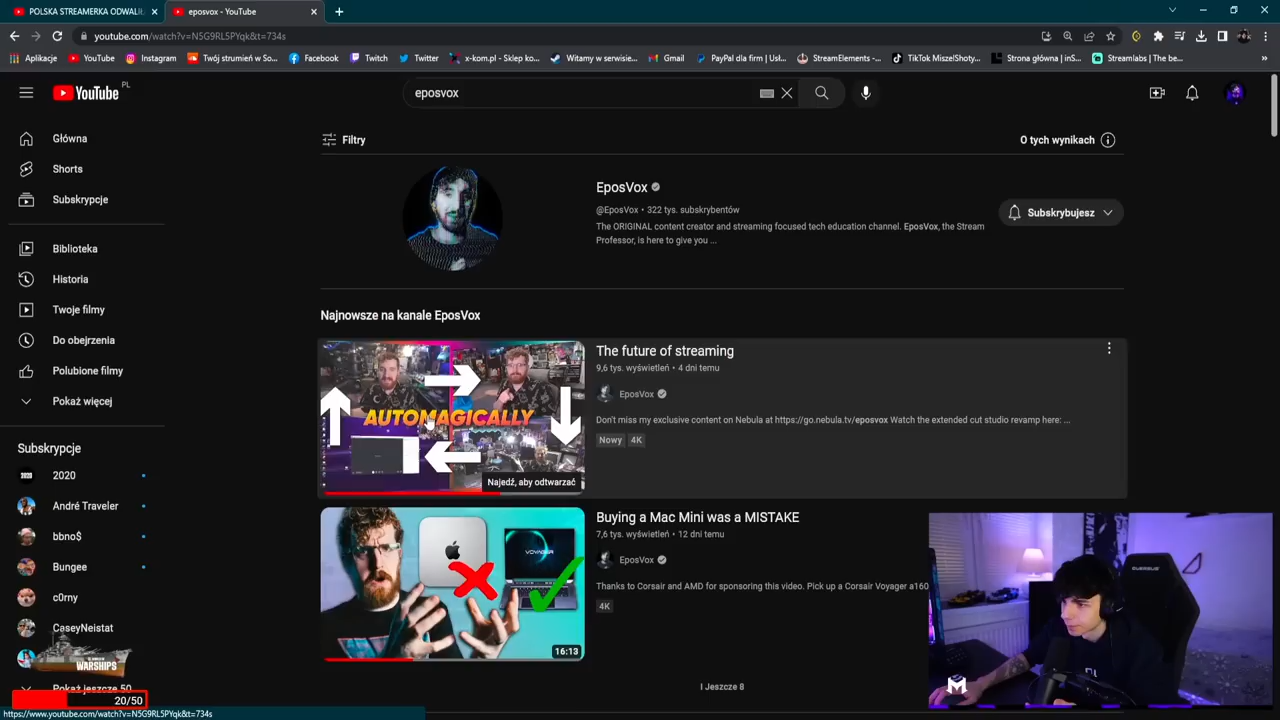 POLSKA STREAMERKA ODWALIŁ
eposvox - YouTube
youtube.com/watch?v=N5G9RL5PYqk&t=734s
Aplikacje
YouTube
Instagram
Twój strumień w So...
Facebook
Twitch
Twitter
x-kom.pl - Sklep ko...
Witamy w serwisie...
Gmail
PayPal dla firm | Usł...
StreamElements -...
TikTok MiszelShoty...
Strona główna | inS...
Streamlabs | The be...
YouTube PL
eposvox
Główna
Shorts
Subskrypcje
Biblioteka
Historia
Twoje filmy
Do obejrzenia
Polubione filmy
Pokaż więcej
Subskrypcje
2020
André Traveler
bbno$
Bungee
c0rny
CaseyNeistat
WARSHIPS
Pokaż jeszcze 50
20/50
Filtry
O tych wynikach
EposVox
@EposVox • 322 tys. subskrybentów
The ORIGINAL content creator and streaming focused tech education channel. EposVox, the Stream
Professor, is here to give you ...
Subskrybujesz
Najnowsze na kanale EposVox
AUTOMAGICALLY
Najedź, aby odtwarzać
The future of streaming
9,6 tys. wyświetleń • 4 dni temu
EposVox
Don't miss my exclusive content on Nebula at https://go.nebula.tv/eposvox Watch the extended cut studio revamp here: ...
Nowy
4K
VOYAGER
16:13
Buying a Mac Mini was a MISTAKE
7,6 tys. wyświetleń • 12 dni temu
EposVox
Thanks to Corsair and AMD for sponsoring this video. Pick up a Corsair Voyager a160
4K
I Jeszcze 8
https://www.youtube.com/watch?v=N5G9RL5PYqk&t=734s